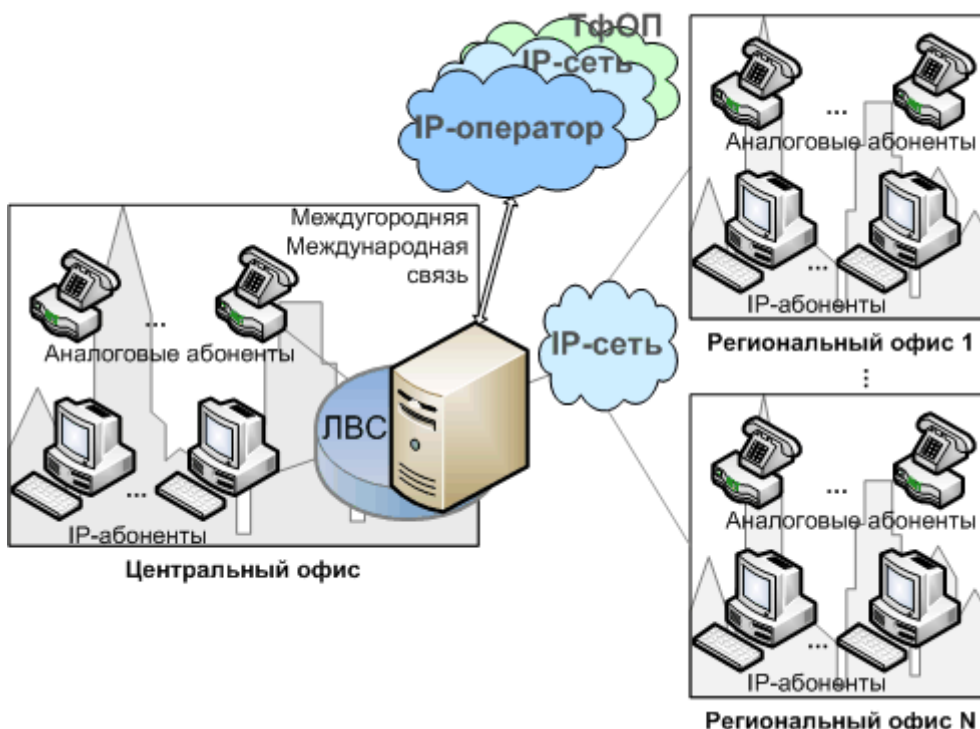 ТфОП
IP-сеть
IP-оператор
Междугородняя
Международная
связь
...
Аналоговые абоненты
ЛВС
...
IP-абоненты
Центральный офис
IP-сеть
...
Аналоговые абоненты
...
IP-абоненты
Региональный офис 1
...
...
Аналоговые абоненты
...
IP-абоненты
Региональный офис N